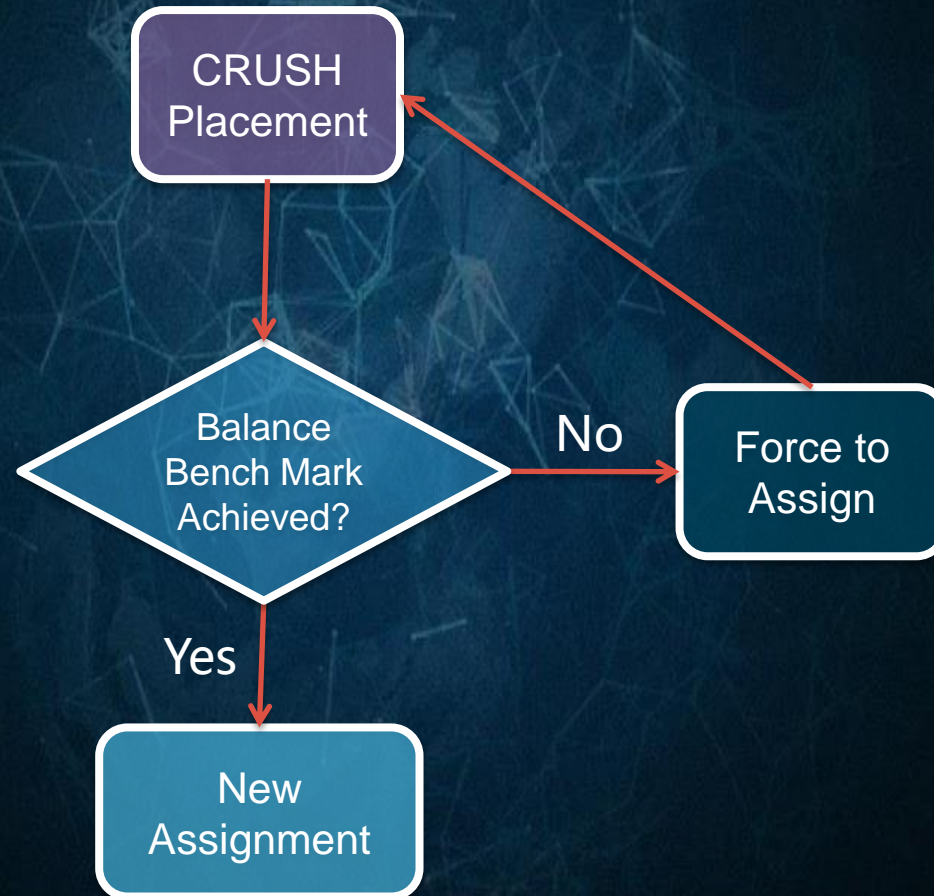 CRUSH
Placement
Balance
Bench Mark
Achieved?
No
Force to
Assign
Yes
New
Assignment